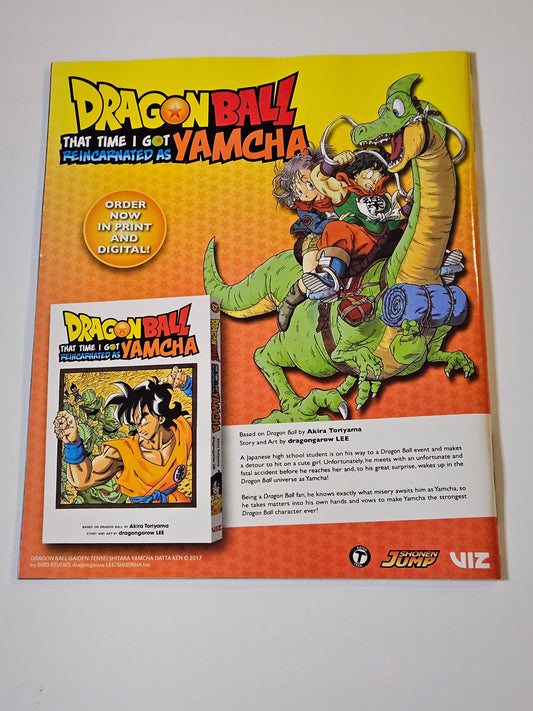 DRAGON BALL
THAT TIME I GOT
REINCARNATED AS YAMCHA
ORDER
NOW
IN PRINT
AND
DIGITAL!
DRAGON BALL
THAT TIME I GOT
REINCARNATED AS YAMCHA
BASED ON DRAGON BALL BY Akira Toriyama
STORY AND ART BY dragongarow LEE
Based on Dragon Ball by Akira Toriyama
Story and Art by dragongarow LEE
A Japanese high school student is on his way to a Dragon Ball event and makes
a detour to hit on a cute girl. Unfortunately, he meets with an unfortunate and
fatal accident before he reaches her and, to his great surprise, wakes up in the
Dragon Ball universe as Yamcha!
Being a Dragon Ball fan, he knows exactly what misery awaits him as Yamcha, so
he takes matters into his own hands and vows to make Yamcha the strongest
Dragon Ball character ever!
DRAGON BALL GAIDEN: TENSEI SHITARA YAMCHA DATTA KEN © 2017
by BIRD STUDIO, dragongarow LEE/SHUEISHA Inc.
T
SHONEN
JUMP
VIZ